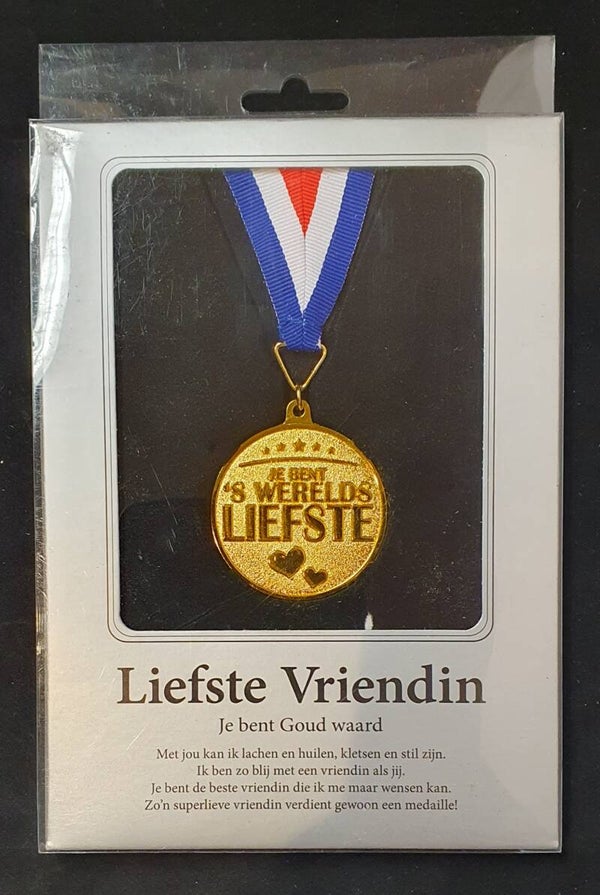 JE BENT
'S WERELDS
LIEFSTE
Liefste Vriendin
Je bent Goud waard
Met jou kan ik lachen en huilen, kletsen en stil zijn.
Ik ben zo blij met een vriendin als jij.
Je bent de beste vriendin die ik me maar wensen kan.
Zo'n superlieve vriendin verdient gewoon een medaille!